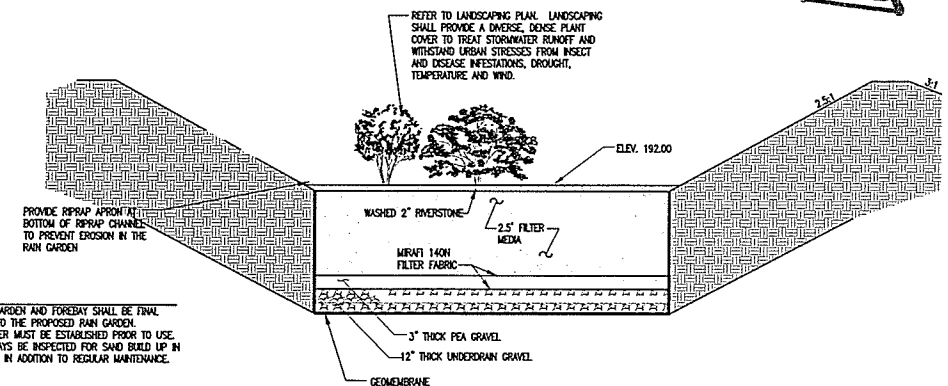 REFER TO LANDSCAPING PLAN. LANDSCAPING
SHALL PROVIDE A DIVERSE, DENSE PLANT
COVER TO TREAT STORMWATER RUNOFF AND
WITHSTAND URBAN STRESSES FROM INSECT
AND DISEASE INFESTATIONS, DROUGHT,
TEMPERATURE AND WIND.
2.5:1
3:1
ELEV. 192.00
PROVIDE RIPRAP APRON AT
BOTTOM OF RIPRAP CHANNEL
TO PREVENT EROSION IN THE
RAIN GARDEN
WASHED 2" RIVERSTONE
2.5' FILTER
MEDIA
MIRAFI 140N
FILTER FABRIC
ARDEN AND FOREBAY SHALL BE FINAL
TO THE PROPOSED RAIN GARDEN.
ER MUST BE ESTABLISHED PRIOR TO USE.
AYS BE INSPECTED FOR SAND BUILD UP IN
IN ADDITION TO REGULAR MAINTENANCE.
3" THICK PEA GRAVEL
12" THICK UNDERDRAIN GRAVEL
GEOMEMBRANE